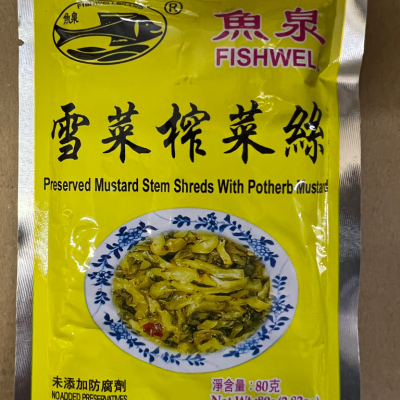 魚泉
®
魚泉
FISHWEL
雪菜榨菜絲
Preserved Mustard Stem Shreds With Potherb Mustard
未添加防腐劑
NO ADDED PRESERVATIVES
淨含量:80克